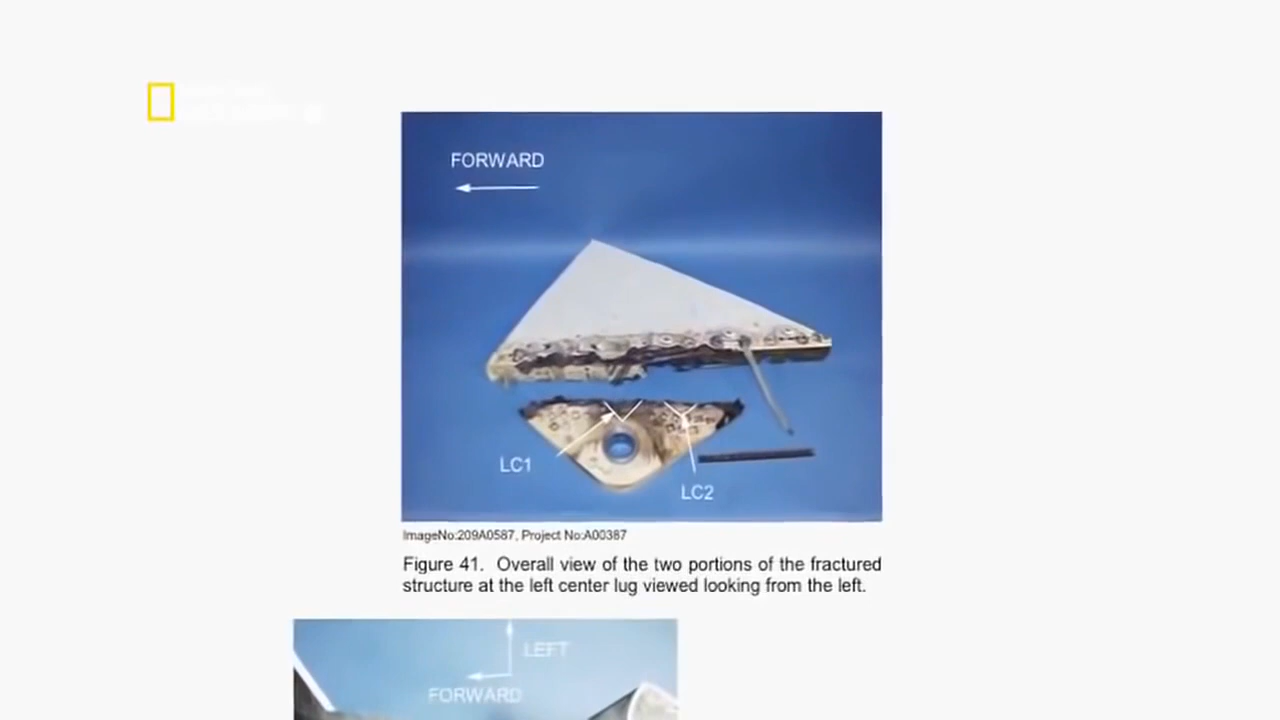 FORWARD
LC1
LC2
ImageNo:209A0587, Project No:A00387
Figure 41. Overall view of the two portions of the fractured
structure at the left center lug viewed looking from the left.
LEFT
FORWARD